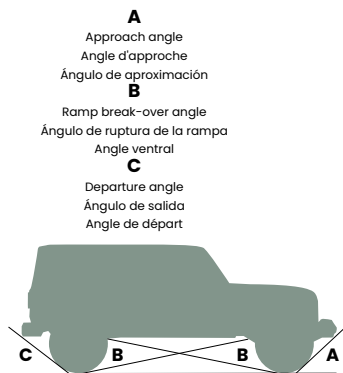 A
Approach angle
Angle d'approche
Ángulo de aproximación
B
Ramp break-over angle
Ángulo de ruptura de la rampa
Angle ventral
C
Departure angle
Ángulo de salida
Angle de départ
C B B A